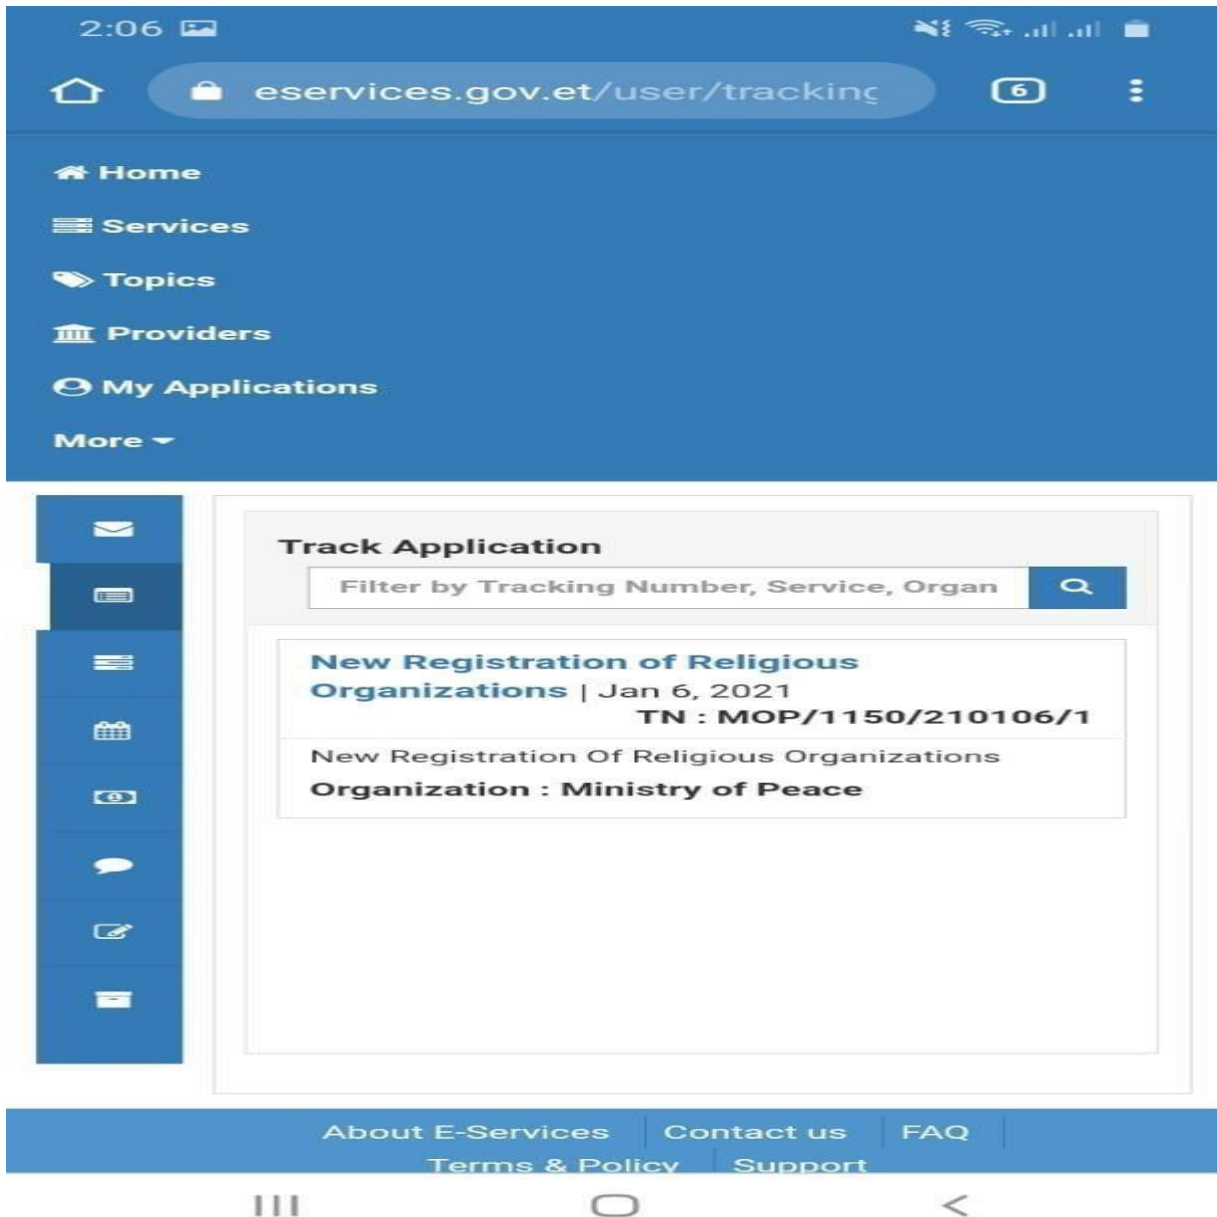 2:06
eservices.gov.et/user/tracking
6
Home
Services
Topics
Providers
My Applications
More
Track Application
Filter by Tracking Number, Service, Organ
New Registration of Religious
Organizations | Jan 6, 2021
TN : MOP/1150/210106/1
New Registration Of Religious Organizations
Organization : Ministry of Peace
About E-Services Contact us FAQ
Terms & Policy Support